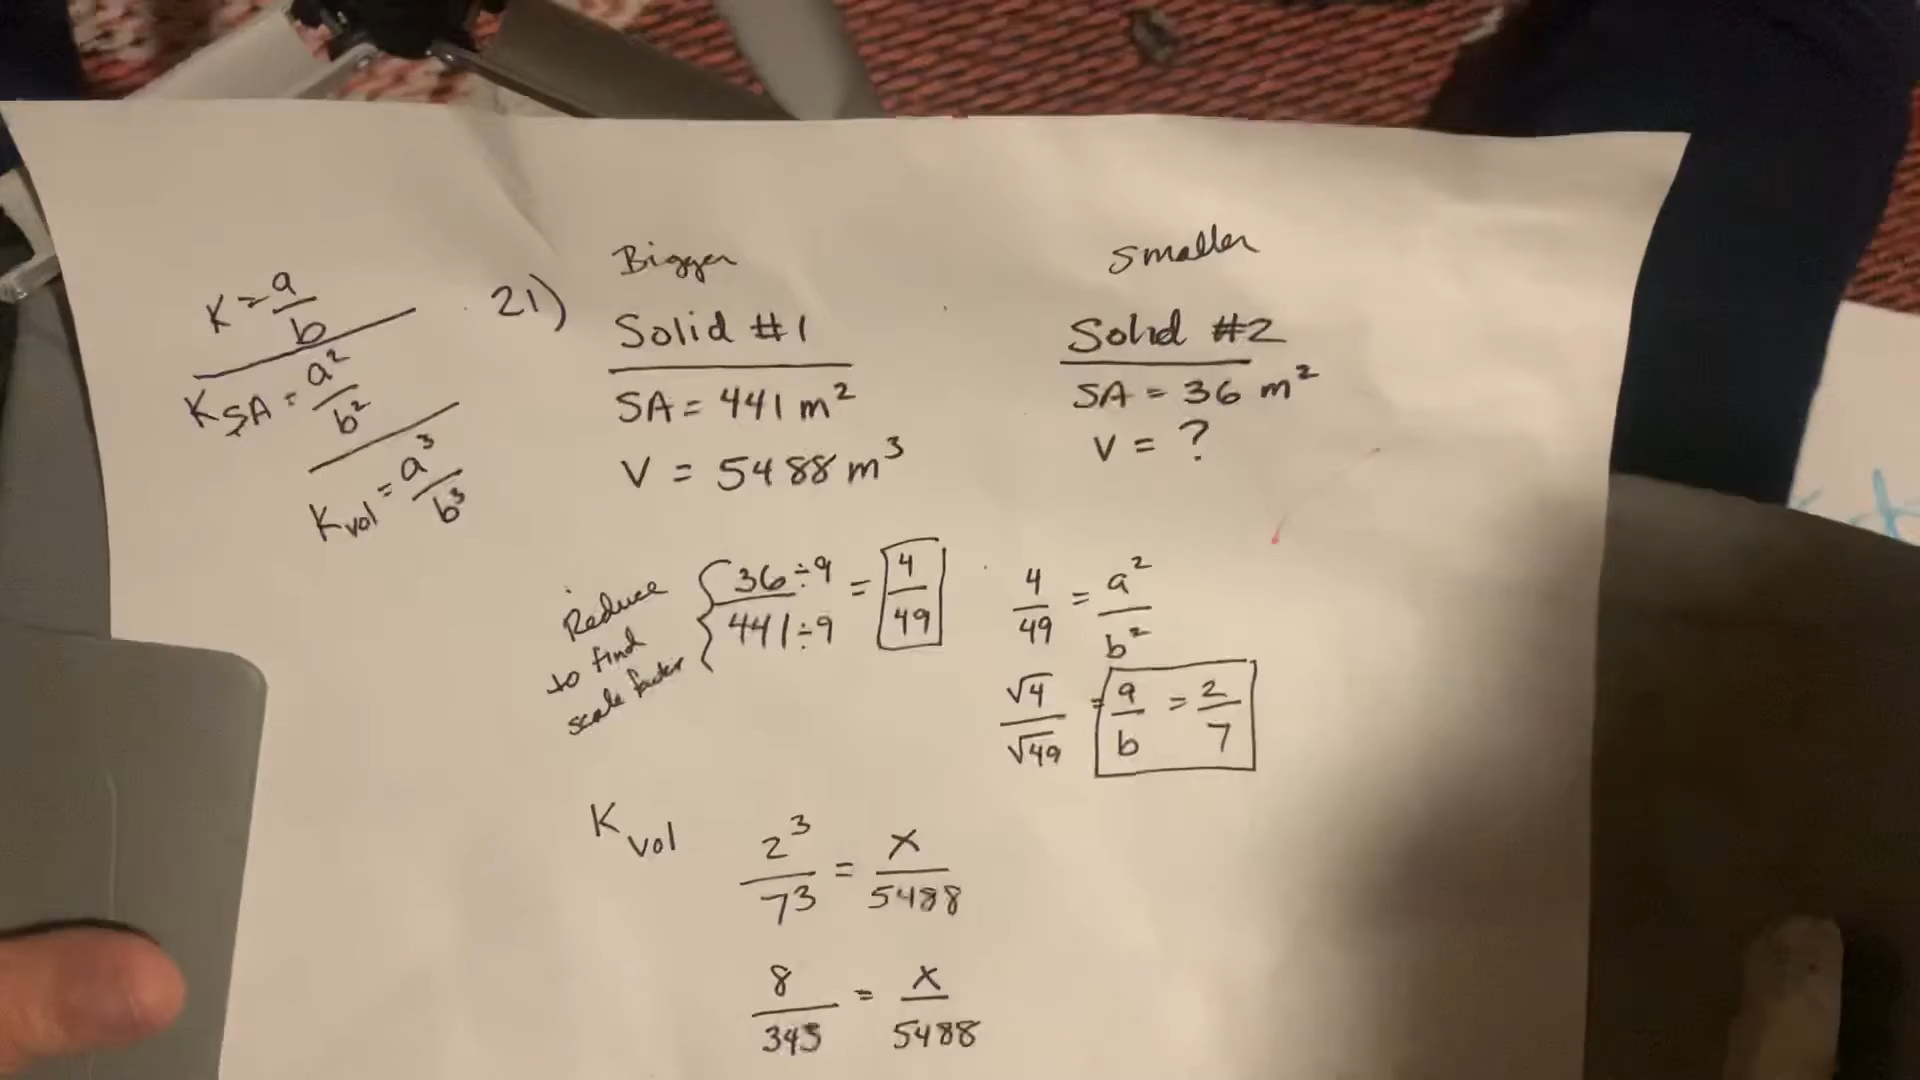 K = a/b
K SA = a²/b²
K vol = a³/b³
21)
Bigger
Solid #1
SA = 441 m²
V = 5488 m³
Smaller
Solid #2
SA = 36 m²
V = ?
Reduce
to find
scale factor
36 ÷ 9 / 441 ÷ 9 = 4/49
4/49 = a²/b²
√4/√49 = a/b = 2/7
K vol
2³/7³ = x/5488
8/343 = x/5488